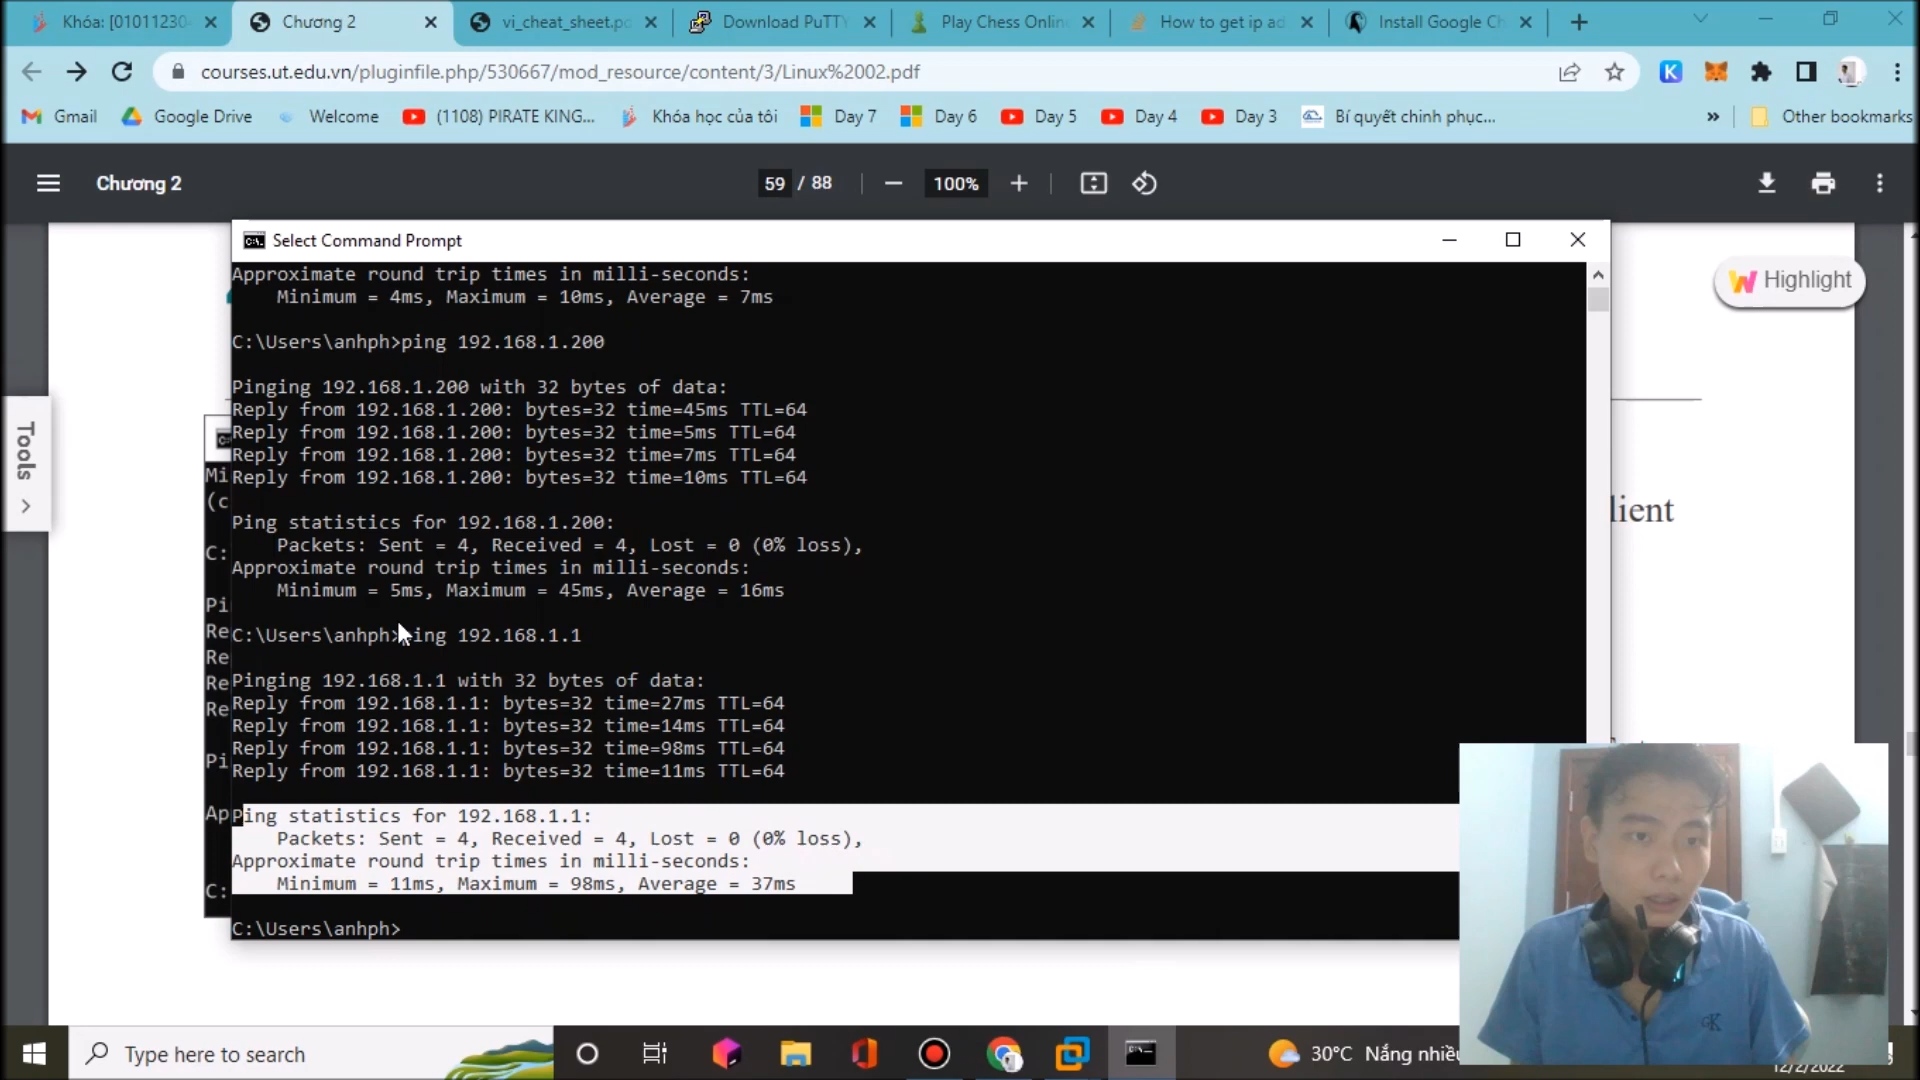 Khóa: [01011230
Chương 2
vi_cheat_sheet.pd
Download PuTTY
Play Chess Onlin
How to get ip ad
Install Google Ch
courses.ut.edu.vn/pluginfile.php/530667/mod_resource/content/3/Linux%2002.pdf
Gmail
Google Drive
Welcome
(1108) PIRATE KING...
Khóa học của tôi
Day 7
Day 6
Day 5
Day 4
Day 3
Bí quyết chinh phục...
»
Other bookmarks
Chương 2
59 / 88
100%
Select Command Prompt
Highlight
Tools
Approximate round trip times in milli-seconds:
Minimum = 4ms, Maximum = 10ms, Average = 7ms
C:\Users\anhph>ping 192.168.1.200
Pinging 192.168.1.200 with 32 bytes of data:
Reply from 192.168.1.200: bytes=32 time=45ms TTL=64
Reply from 192.168.1.200: bytes=32 time=5ms TTL=64
Reply from 192.168.1.200: bytes=32 time=7ms TTL=64
Reply from 192.168.1.200: bytes=32 time=10ms TTL=64
Ping statistics for 192.168.1.200:
Packets: Sent = 4, Received = 4, Lost = 0 (0% loss),
Approximate round trip times in milli-seconds:
Minimum = 5ms, Maximum = 45ms, Average = 16ms
C:\Users\anhph>ping 192.168.1.1
Pinging 192.168.1.1 with 32 bytes of data:
Reply from 192.168.1.1: bytes=32 time=27ms TTL=64
Reply from 192.168.1.1: bytes=32 time=14ms TTL=64
Reply from 192.168.1.1: bytes=32 time=98ms TTL=64
Reply from 192.168.1.1: bytes=32 time=11ms TTL=64
Ping statistics for 192.168.1.1:
Packets: Sent = 4, Received = 4, Lost = 0 (0% loss),
Approximate round trip times in milli-seconds:
Minimum = 11ms, Maximum = 98ms, Average = 37ms
C:\Users\anhph>
Mi
(c
C:
Pi
Re
Re
Re
Re
Pi
Ap
C:
lient
Type here to search
30°C Nắng nhiều
12/2/2022